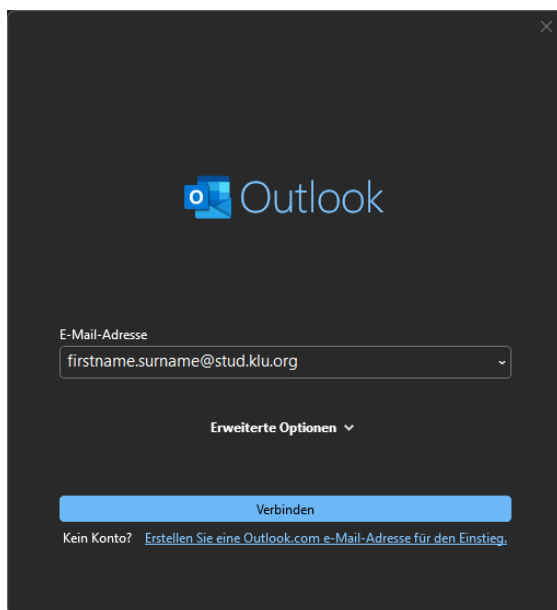 Outlook
E-Mail-Adresse
firstname.surname@stud.klu.org
Erweiterte Optionen
Verbinden
Kein Konto? Erstellen Sie eine Outlook.com e-Mail-Adresse für den Einstieg.